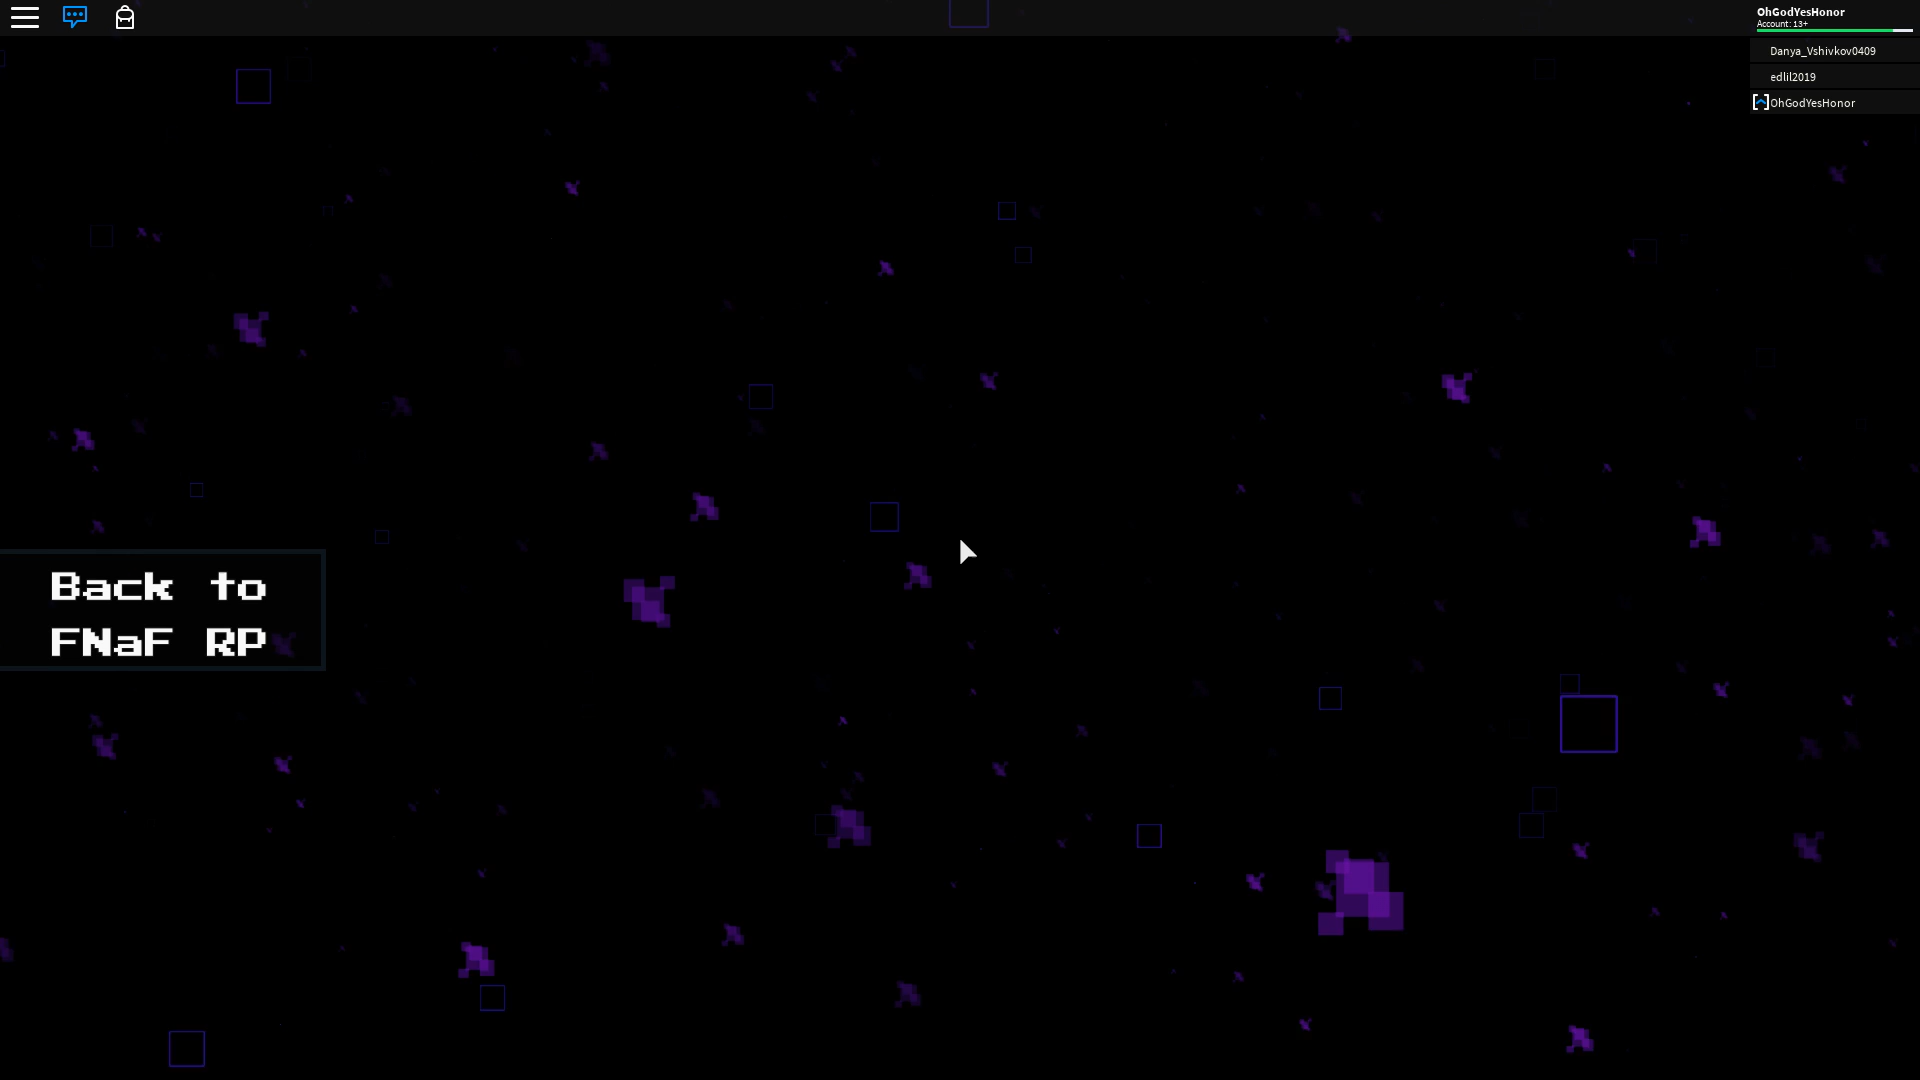 OhGodYesHonor
Account: 13+
Danya_Vshivkov0409
edlil2019
OhGodYesHonor
Back to
FNaF RP